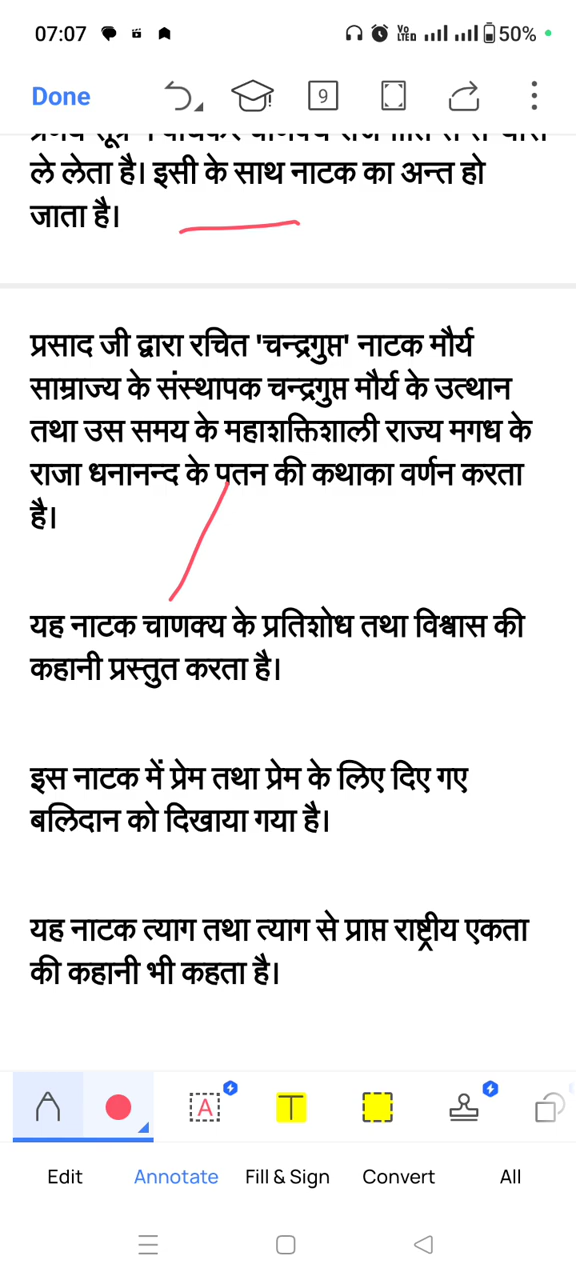 07:07
Vo LTED
50%
Done
9
ले लेता है। इसी के साथ नाटक का अन्त हो
जाता है।
प्रसाद जी द्वारा रचित 'चन्द्रगुप्त' नाटक मौर्य
साम्राज्य के संस्थापक चन्द्रगुप्त मौर्य के उत्थान
तथा उस समय के महाशक्तिशाली राज्य मगध के
राजा धनानन्द के पतन की कथाका वर्णन करता
है।
यह नाटक चाणक्य के प्रतिशोध तथा विश्वास की
कहानी प्रस्तुत करता है।
इस नाटक में प्रेम तथा प्रेम के लिए दिए गए
बलिदान को दिखाया गया है।
यह नाटक त्याग तथा त्याग से प्राप्त राष्ट्रीय एकता
की कहानी भी कहता है।
A T
Edit Annotate Fill & Sign Convert All